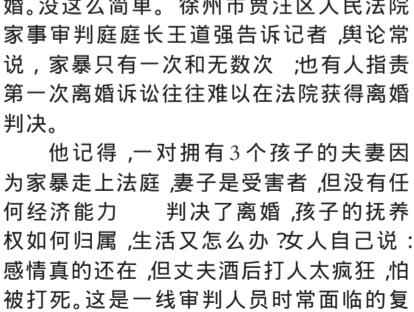 婚。没这么简单。徐州市贾汪区人民法院
家事审判庭庭长王道强告诉记者,舆论常
说,家暴只有一次和无数次 ;也有人指责
第一次离婚诉讼往往难以在法院获得离婚
判决。
他记得,一对拥有3个孩子的夫妻因
为家暴走上法庭,妻子是受害者,但没有任
何经济能力 判决了离婚,孩子的抚养
权如何归属,生活又怎么办?女人自己说:
感情真的还在,但丈夫酒后打人太疯狂,怕
被打死。这是一线审判人员时常面临的复